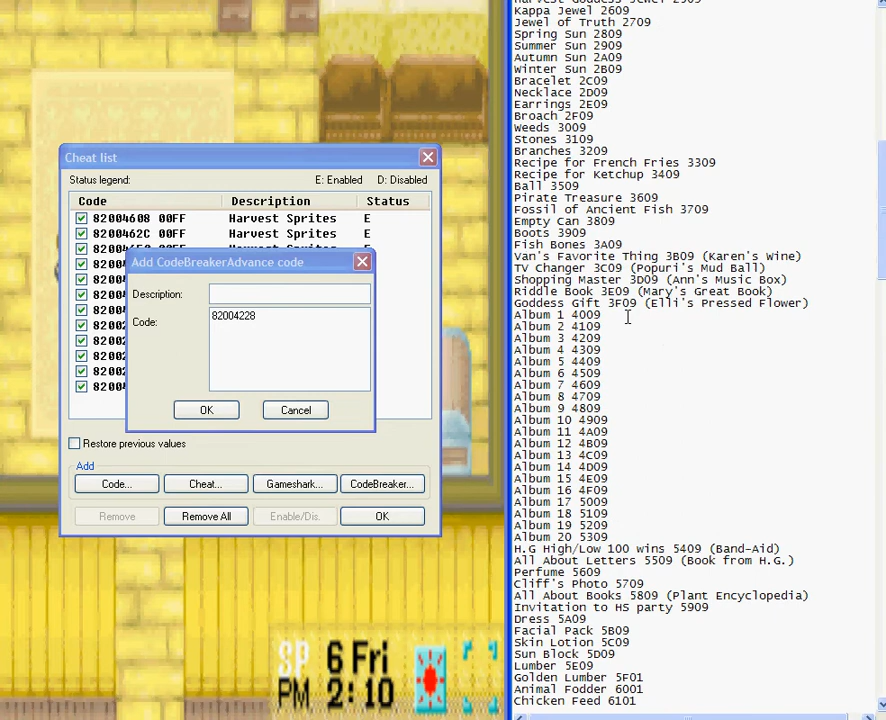 Cheat list
Status legend: E: Enabled D: Disabled
Code Description Status
82004608 00FF Harvest Sprites E
8200462C 00FF Harvest Sprites E
Add CodeBreakerAdvance code
Description:
Code:
82004228
OK Cancel
Restore previous values
Add
Code... Cheat... Gameshark... CodeBreaker...
Remove Remove All Enable/Dis. OK
SP 6 Fri
PM 2:10
Kappa Jewel 2609
Jewel of Truth 2709
Spring Sun 2809
Summer Sun 2909
Autumn Sun 2A09
Winter Sun 2B09
Bracelet 2C09
Necklace 2D09
Earrings 2E09
Broach 2F09
Weeds 3009
Stones 3109
Branches 3209
Recipe for French Fries 3309
Recipe for Ketchup 3409
Ball 3509
Pirate Treasure 3609
Fossil of Ancient Fish 3709
Empty Can 3809
Boots 3909
Fish Bones 3A09
Van's Favorite Thing 3B09 (Karen's Wine)
TV Changer 3C09 (Popuri's Mud Ball)
Shopping Master 3D09 (Ann's Music Box)
Riddle Book 3E09 (Mary's Great Book)
Goddess Gift 3F09 (Elli's Pressed Flower)
Album 1 4009
Album 2 4109
Album 3 4209
Album 4 4309
Album 5 4409
Album 6 4509
Album 7 4609
Album 8 4709
Album 9 4809
Album 10 4909
Album 11 4A09
Album 12 4B09
Album 13 4C09
Album 14 4D09
Album 15 4E09
Album 16 4F09
Album 17 5009
Album 18 5109
Album 19 5209
Album 20 5309
H.G High/Low 100 wins 5409 (Band-Aid)
All About Letters 5509 (Book from H.G.)
Perfume 5609
Cliff's Photo 5709
All About Books 5809 (Plant Encyclopedia)
Invitation to HS party 5909
Dress 5A09
Facial Pack 5B09
Skin Lotion 5C09
Sun Block 5D09
Lumber 5E09
Golden Lumber 5F01
Animal Fodder 6001
Chicken Feed 6101